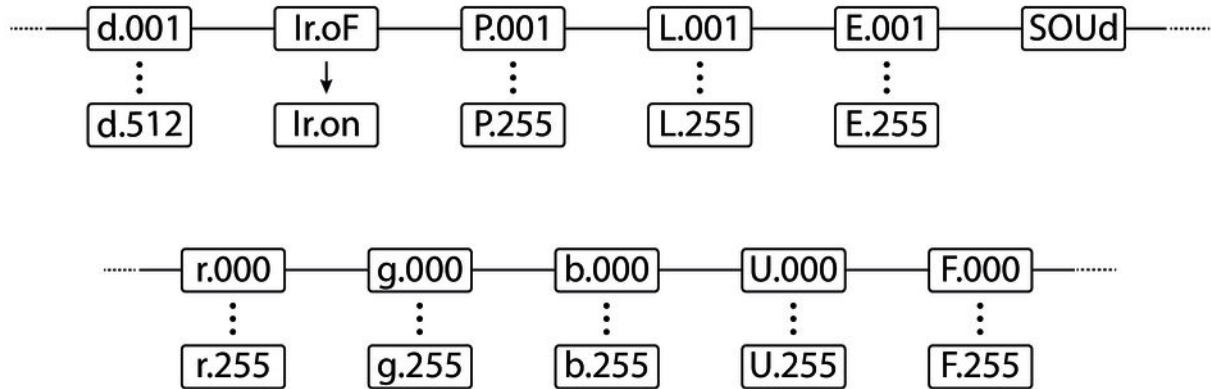 d.001 Ir.oF P.001 L.001 E.001 SOUd
d.512 Ir.on P.255 L.255 E.255
r.000 g.000 b.000 U.000 F.000
r.255 g.255 b.255 U.255 F.255